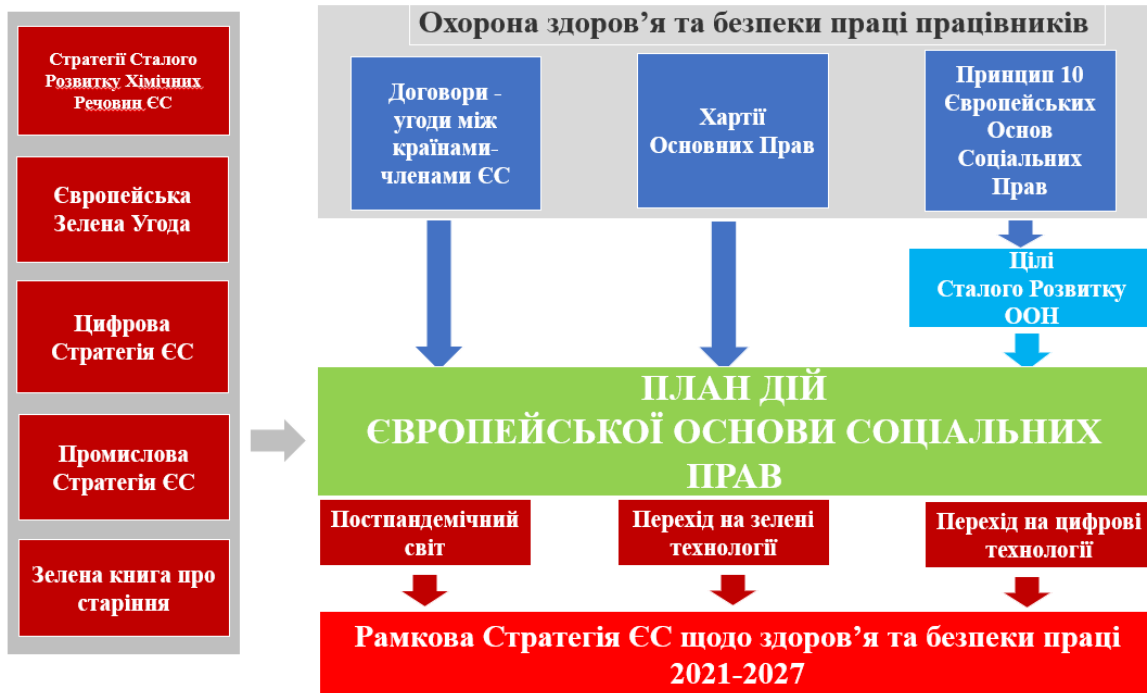 Стратегії Сталого
Розвитку Хімічних
Речовин ЄС
Європейська
Зелена Угода
Цифрова
Стратегія ЄС
Промислова
Стратегія ЄС
Зелена книга про
старіння
Охорона здоров’я та безпеки праці працівників
Договори -
угоди між
країнами-
членами ЄС
Хартії
Основних Прав
Принцип 10
Європейських
Основ
Соціальних
Прав
Цілі
Сталого Розвитку
ООН
ПЛАН ДІЙ
ЄВРОПЕЙСЬКОЇ ОСНОВИ СОЦІАЛЬНИХ
ПРАВ
Постпандемічний
світ
Перехід на зелені
технології
Перехід на цифрові
технології
Рамкова Стратегія ЄС щодо здоров’я та безпеки праці
2021-2027